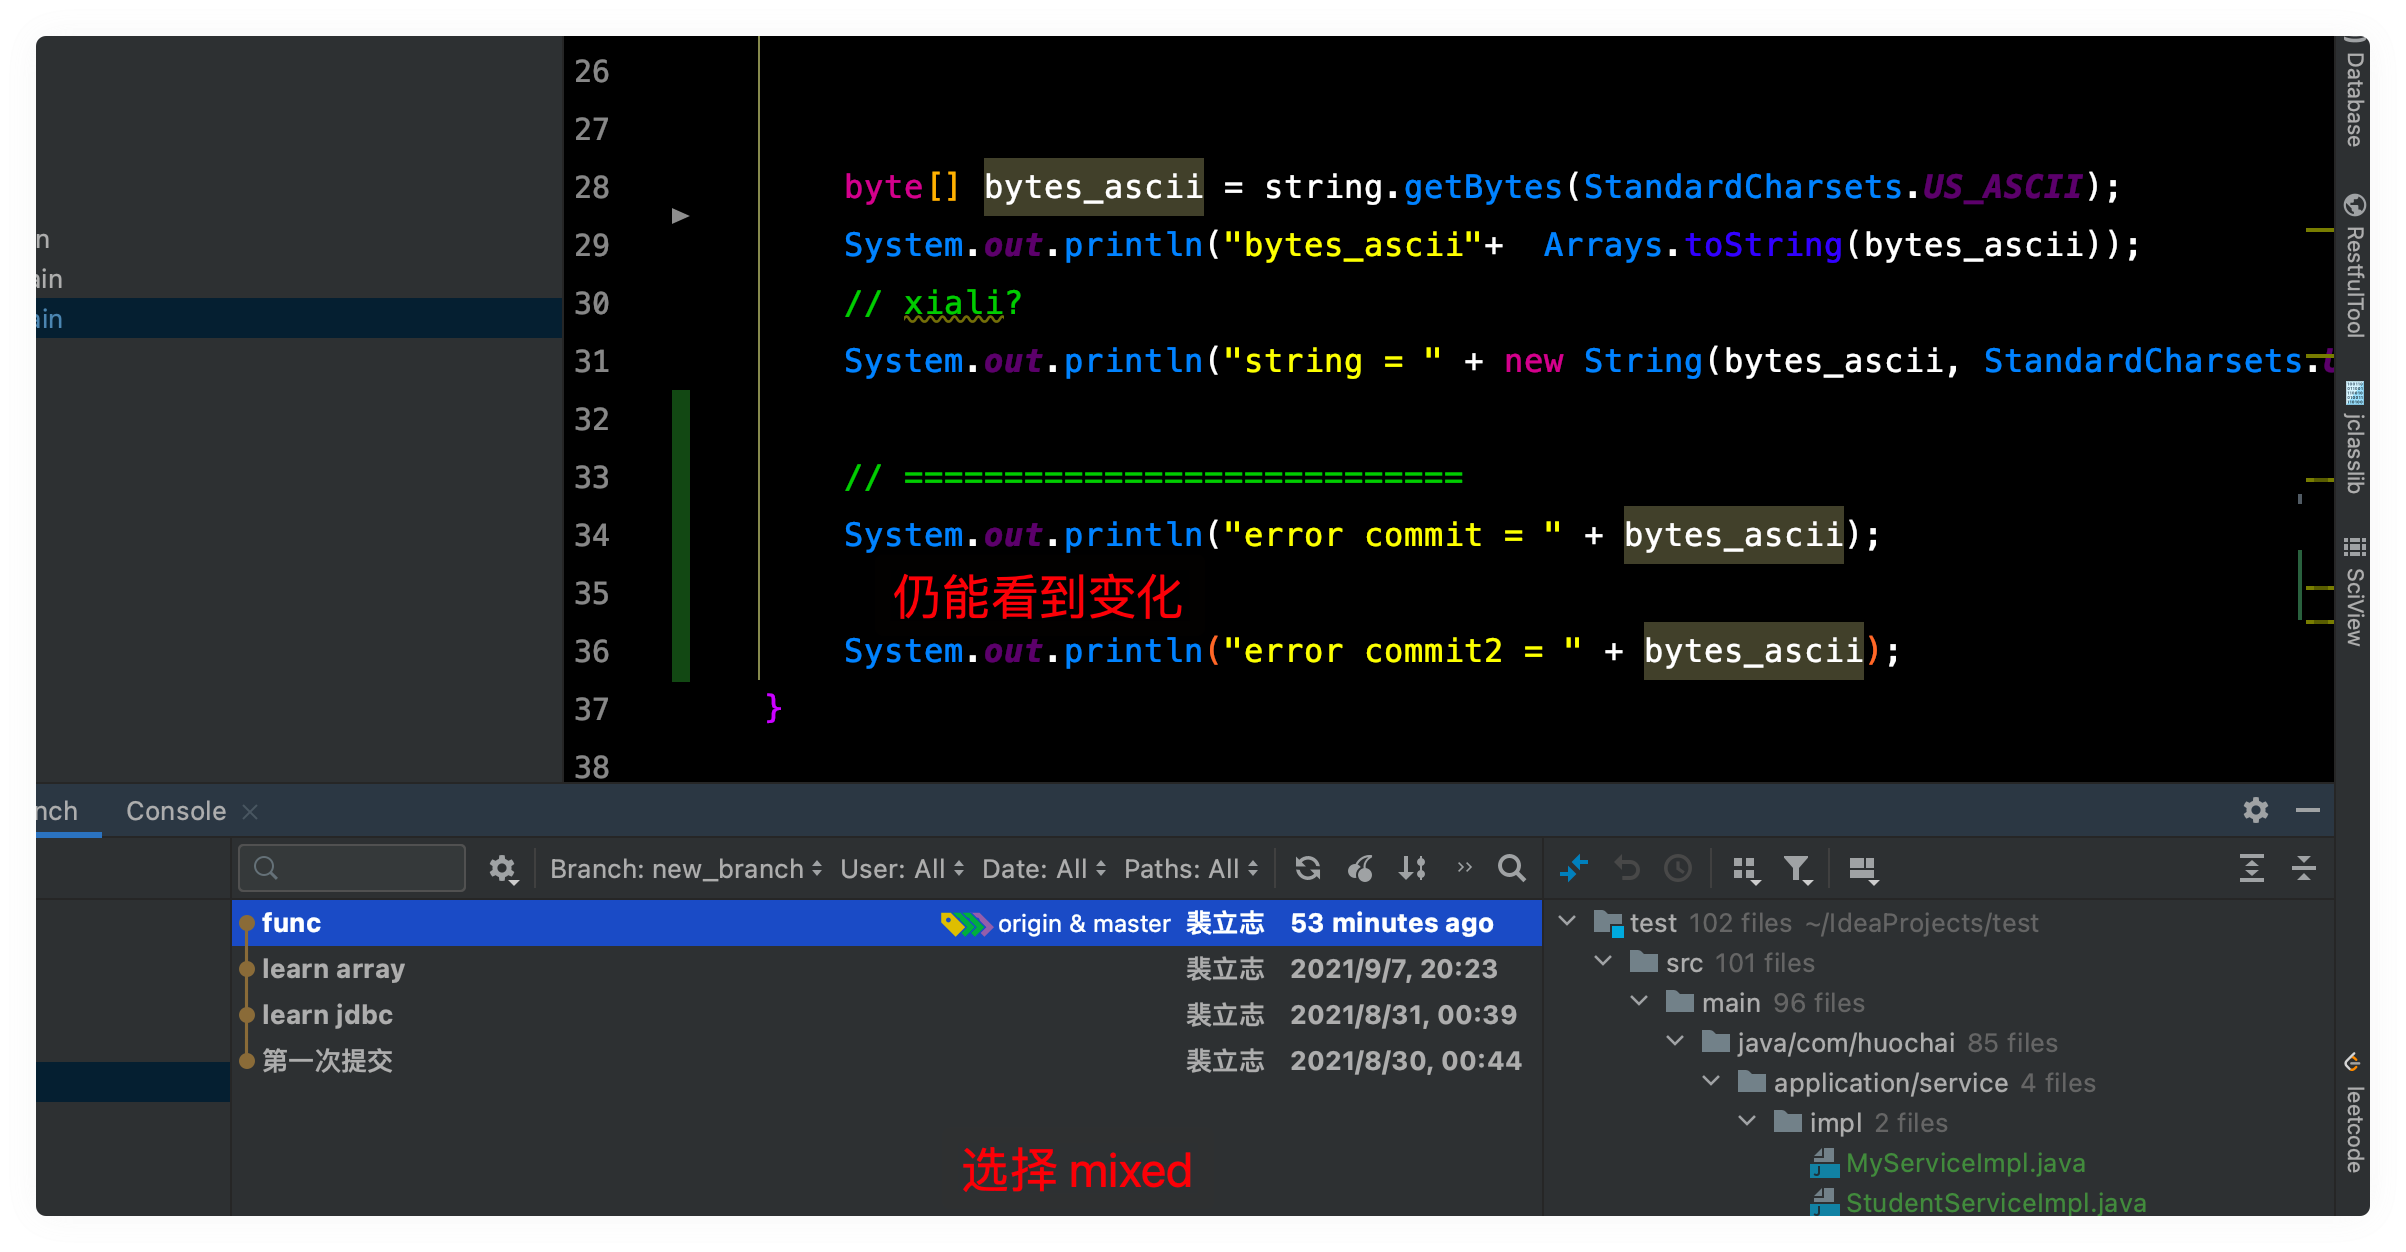 26
27
28 byte[] bytes_ascii = string.getBytes(StandardCharsets.US_ASCII);
29 System.out.println("bytes_ascii"+  Arrays.toString(bytes_ascii));
30 // xiali?
31 System.out.println("string = " + new String(bytes_ascii, StandardCharsets.
32
33 // ============================
34 System.out.println("error commit = " + bytes_ascii);
35 仍能看到变化
36 System.out.println("error commit2 = " + bytes_ascii);
37 }
38
n
ain
ain
Database
RestfulTool
jclasslib
SciView
leetcode
nch Console
Branch: new_branch User: All Date: All Paths: All
func origin & master 裴立志 53 minutes ago
learn array 裴立志 2021/9/7, 20:23
learn jdbc 裴立志 2021/8/31, 00:39
第一次提交 裴立志 2021/8/30, 00:44
选择 mixed
test 102 files ~/IdeaProjects/test
src 101 files
main 96 files
java/com/huochai 85 files
application/service 4 files
impl 2 files
MyServiceImpl.java
StudentServiceImpl.java